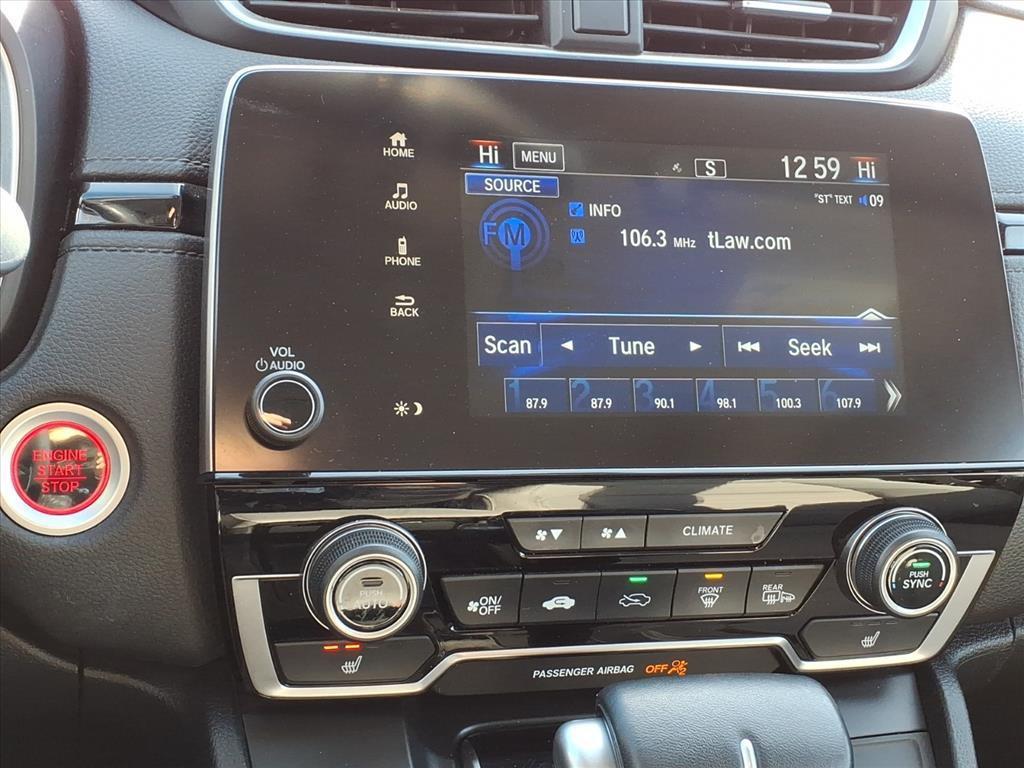 HOME
AUDIO
PHONE
BACK
VOL
AUDIO
Hi MENU S 12 59 Hi
SOURCE "ST" TEXT 09
FM INFO
106.3 MHz tLaw.com
Scan Tune Seek
1 87.9 2 87.9 3 90.1 4 98.1 5 100.3 6 107.9
ENGINE
START
STOP
CLIMATE
PUSH
AUTO
ON/
OFF
FRONT
REAR
PUSH
SYNC
PASSENGER AIRBAG OFF